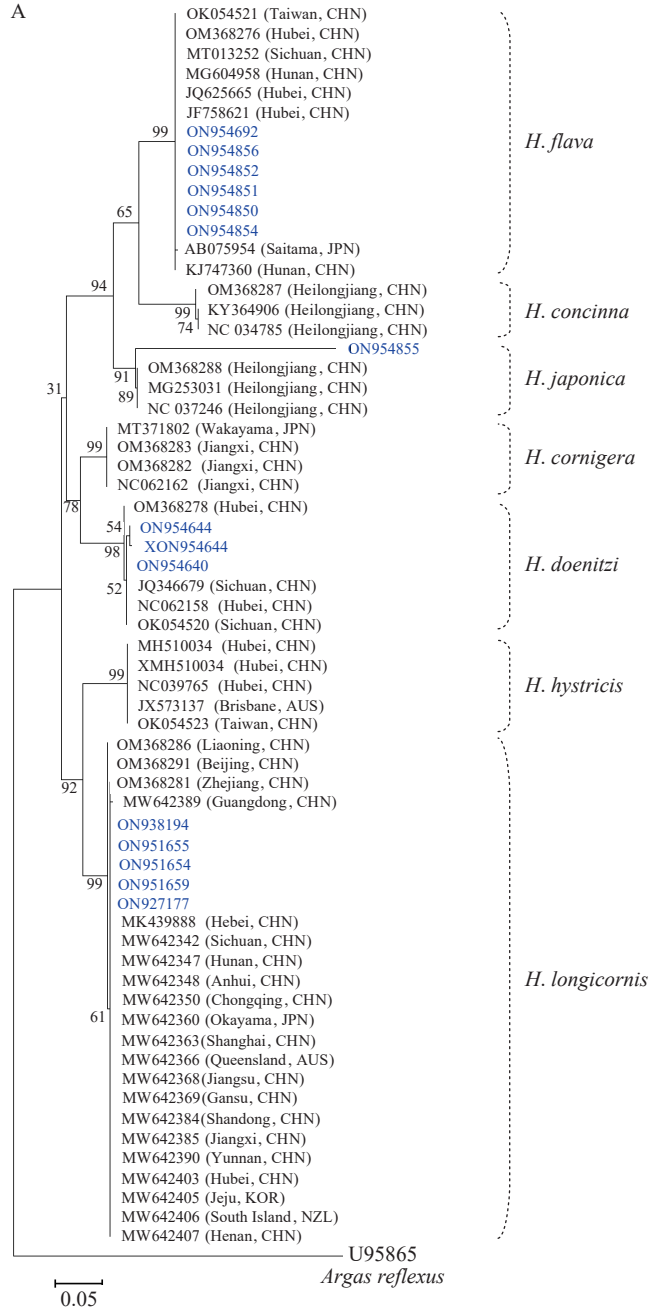 A
OK054521 (Taiwan, CHN)
OM368276 (Hubei, CHN)
MT013252 (Sichuan, CHN)
MG604958 (Hunan, CHN)
JQ625665 (Hubei, CHN)
JF758621 (Hubei, CHN)
99
ON954692
H. flava
ON954856
ON954852
ON954851
65
ON954850
ON954854
AB075954 (Saitama, JPN)
KJ747360 (Hunan, CHN)
94
OM368287 (Heilongjiang, CHN)
99
KY364906 (Heilongjiang, CHN)
H. concinna
74
NC 034785 (Heilongjiang, CHN)
ON954855
91
OM368288 (Heilongjiang, CHN)
H. japonica
31
MG253031 (Heilongjiang, CHN)
89
NC 037246 (Heilongjiang, CHN)
MT371802 (Wakayama, JPN)
99
OM368283 (Jiangxi, CHN)
H. cornigera
OM368282 (Jiangxi, CHN)
NC062162 (Jiangxi, CHN)
78
OM368278 (Hubei, CHN)
54
ON954644
98
XON954644
H. doenitzi
ON954640
52
JQ346679 (Sichuan, CHN)
NC062158 (Hubei, CHN)
OK054520 (Sichuan, CHN)
MH510034 (Hubei, CHN)
XMH510034 (Hubei, CHN)
99
NC039765 (Hubei, CHN)
H. hystricis
JX573137 (Brisbane, AUS)
OK054523 (Taiwan, CHN)
OM368286 (Liaoning, CHN)
OM368291 (Beijing, CHN)
92
OM368281 (Zhejiang, CHN)
MW642389 (Guangdong, CHN)
ON938194
ON951655
ON951654
99
ON951659
ON927177
MK439888 (Hebei, CHN)
MW642342 (Sichuan, CHN)
MW642347 (Hunan, CHN)
MW642348 (Anhui, CHN)
H. longicornis
MW642350 (Chongqing, CHN)
61
MW642360 (Okayama, JPN)
MW642363(Shanghai, CHN)
MW642366 (Queensland, AUS)
MW642368(Jiangsu, CHN)
MW642369(Gansu, CHN)
MW642384(Shandong, CHN)
MW642385 (Jiangxi, CHN)
MW642390 (Yunnan, CHN)
MW642403 (Hubei, CHN)
MW642405 (Jeju, KOR)
MW642406 (South Island, NZL)
MW642407 (Henan, CHN)
U95865
Argas reflexus
0.05